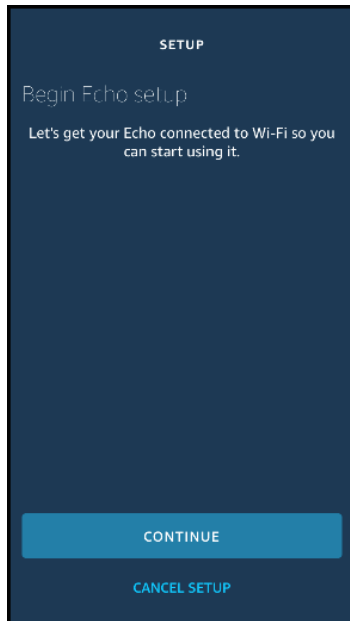 SETUP
Begin Echo setup
Let's get your Echo connected to Wi-Fi so you
can start using it.
CONTINUE
CANCEL SETUP